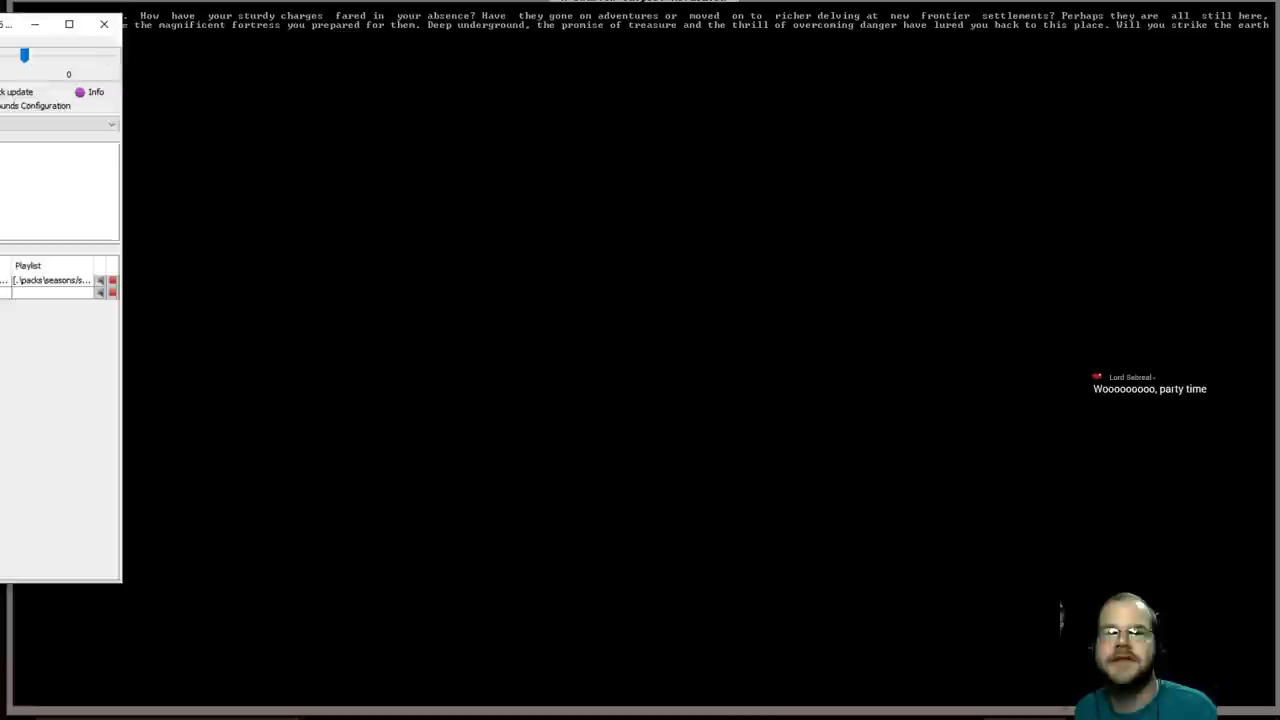 How have your sturdy charges fared in your absence? Have they gone on adventures or moved on to richer delving at new frontier settlements? Perhaps they are all still here,
the magnificent fortress you prepared for them. Deep underground, the promise of treasure and the thrill of overcoming danger have lured you back to this place. Will you strike the earth
0
ck update
Info
unds Configuration
Playlist
[.\packs\seasons/s...
Lord Sabreal
Wooooooooo, party time